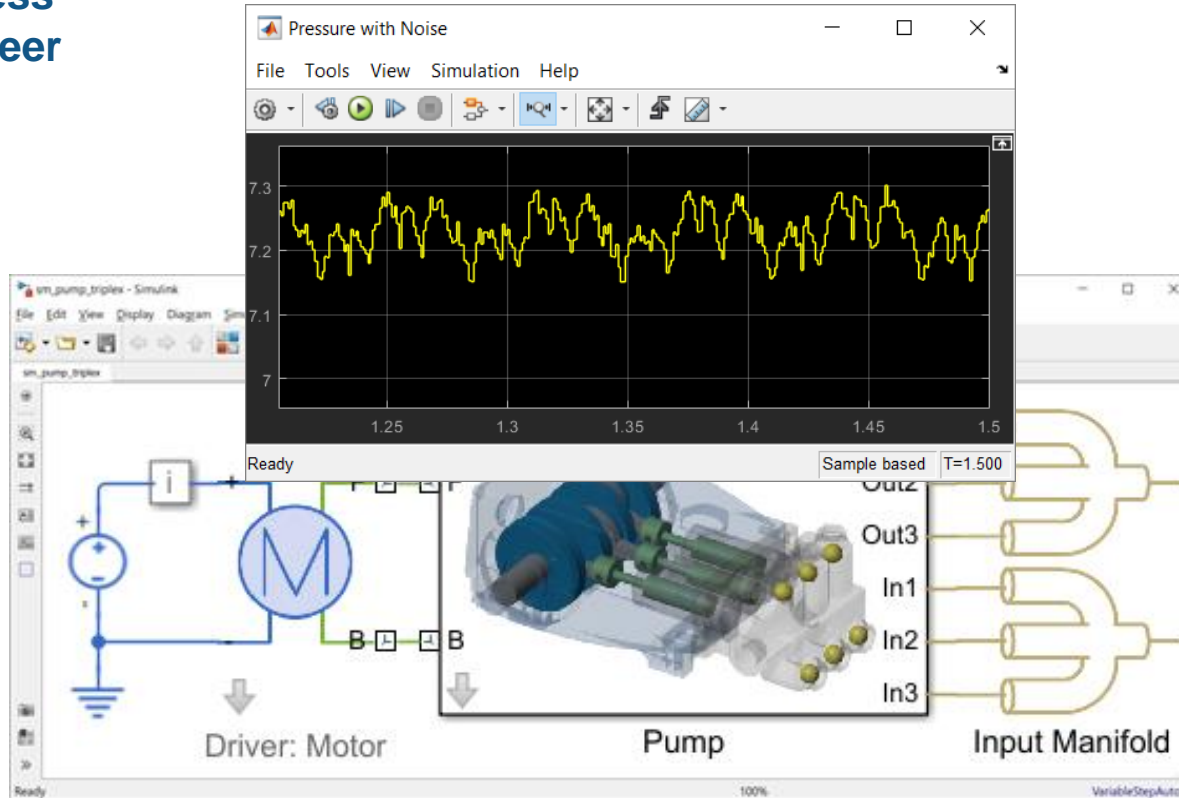 ess
eer
Pressure with Noise
File Tools View Simulation Help
7.3
7.2
7.1
7
1.25 1.3 1.35 1.4 1.45 1.5
Ready Sample based T=1.500
sm_pump_triplex - Simulink
File Edit View Display Diagram Sim
sm_pump_triplex
i
+
M
B B
Out2
Out3
In1
In2
In3
Driver: Motor
Pump
Input Manifold
Ready 100% VariableStepAuto